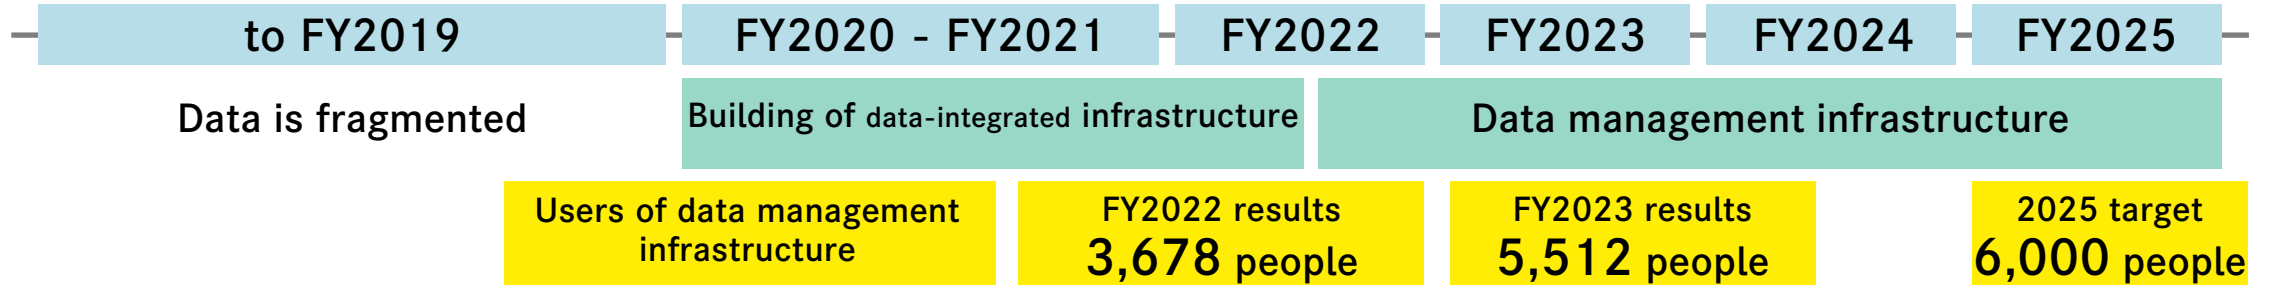 to FY2019
FY2020 - FY2021
FY2022
FY2023
FY2024
FY2025
Data is fragmented
Building of data-integrated infrastructure
Data management infrastructure
Users of data management
infrastructure
FY2022 results
3,678 people
FY2023 results
5,512 people
2025 target
6,000 people